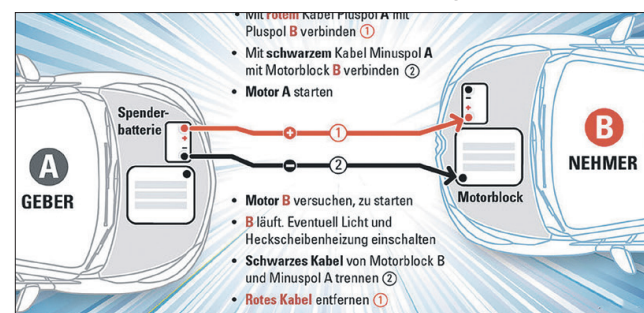 • Mit rotem Kabel Pluspol A mit
Pluspol B verbinden ①
• Mit schwarzem Kabel Minuspol A
mit Motorblock B verbinden ②
• Motor A starten
Spender-
batterie
+
−
+
−
+ 1
− 2
A
GEBER
B
NEHMER
Motorblock
• Motor B versuchen, zu starten
• B läuft. Eventuell Licht und
Heckscheibenheizung einschalten
• Schwarzes Kabel von Motorblock B
und Minuspol A trennen ②
• Rotes Kabel entfernen ①